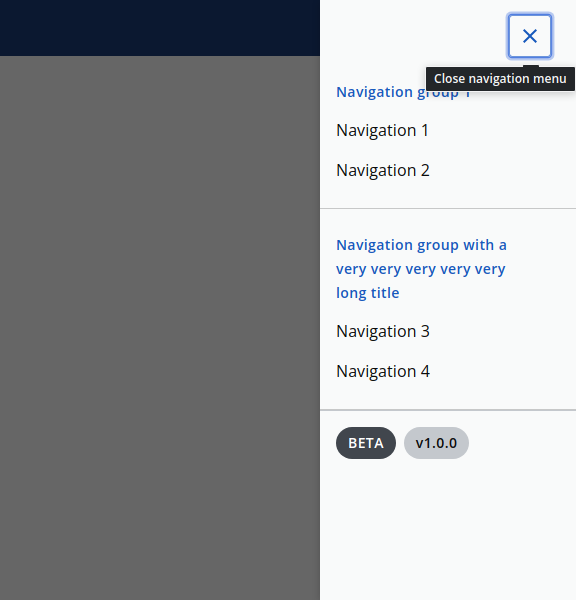 Close navigation menu
Navigation group 1
Navigation 1
Navigation 2
Navigation group with a
very very very very very
long title
Navigation 3
Navigation 4
BETA v1.0.0